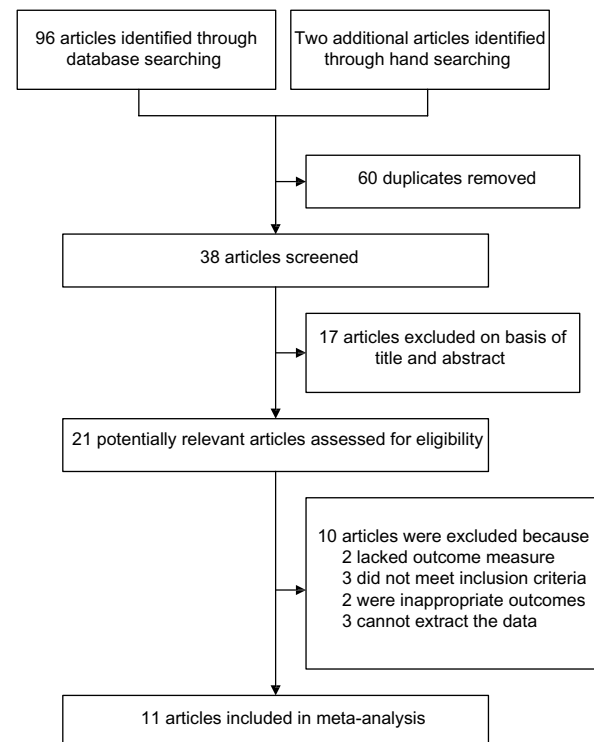 96 articles identified through
database searching
Two additional articles identified
through hand searching
60 duplicates removed
38 articles screened
17 articles excluded on basis of
title and abstract
21 potentially relevant articles assessed for eligibility
10 articles were excluded because
2 lacked outcome measure
3 did not meet inclusion criteria
2 were inappropriate outcomes
3 cannot extract the data
11 articles included in meta-analysis